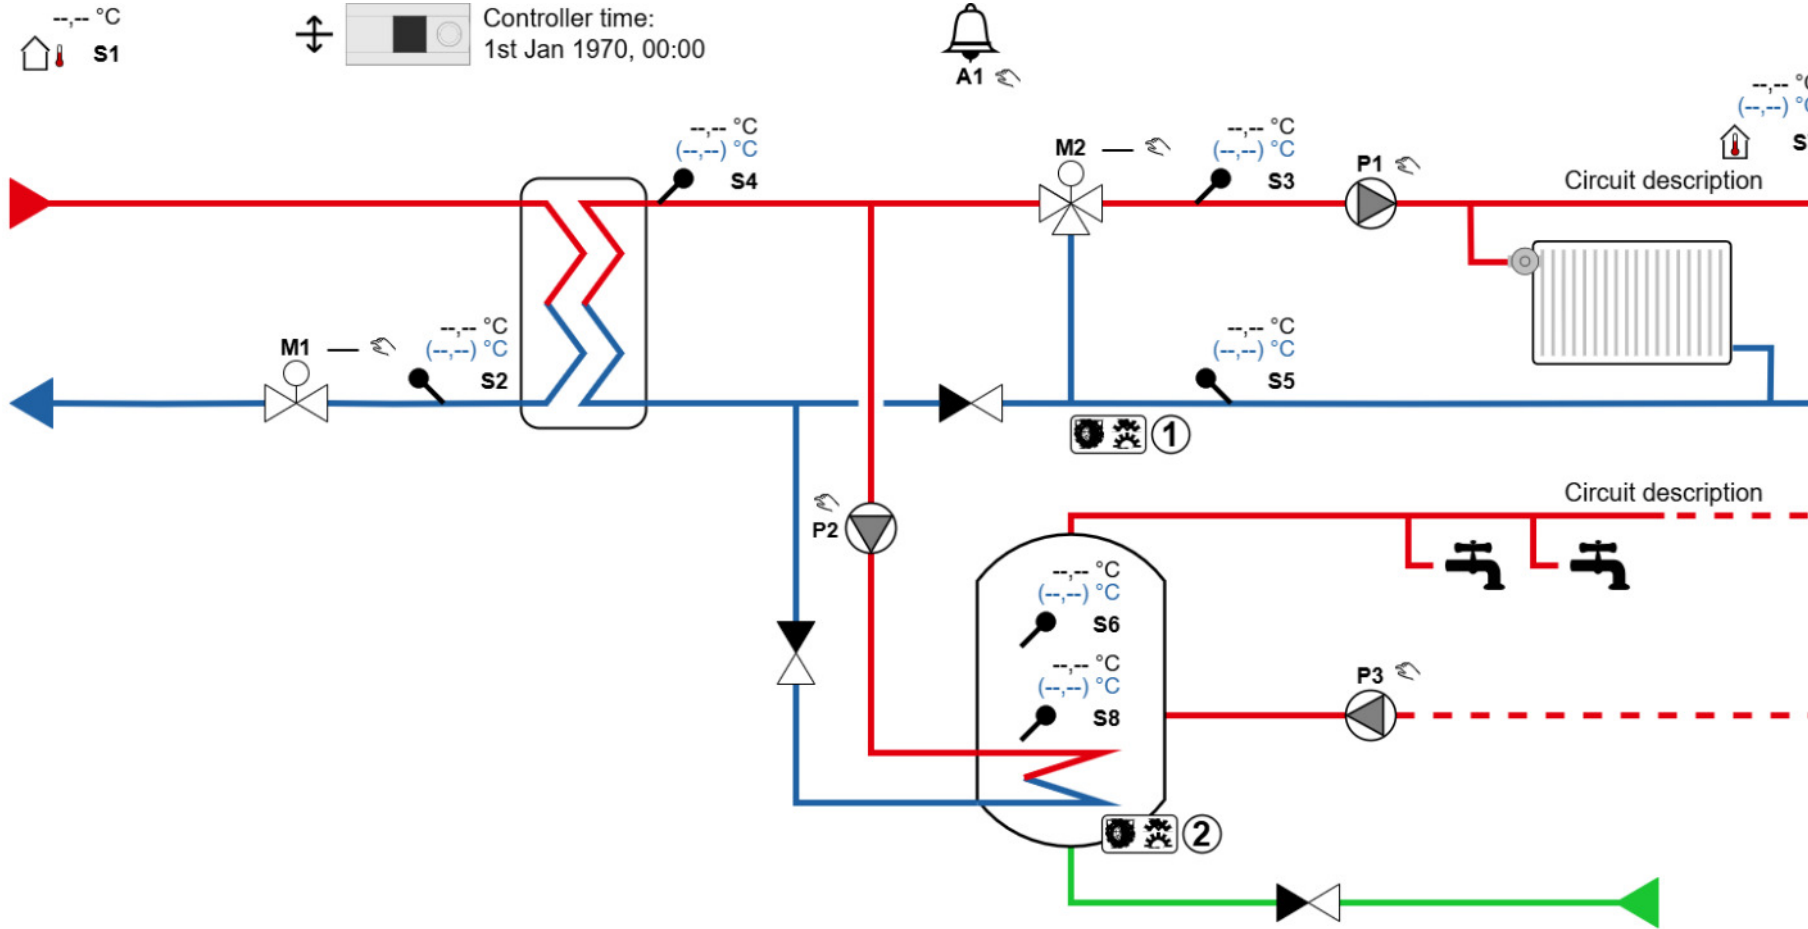 --,-- °C
S1
Controller time:
1st Jan 1970, 00:00
A1
--,-- °C
(--,--) °C
S4
M2
--,-- °C
(--,--) °C
S3
P1
Circuit description
--,-- °
(--,--) °
S
M1
--,-- °C
(--,--) °C
S2
--,-- °C
(--,--) °C
S5
1
Circuit description
P2
--,-- °C
(--,--) °C
S6
--,-- °C
(--,--) °C
S8
P3
2